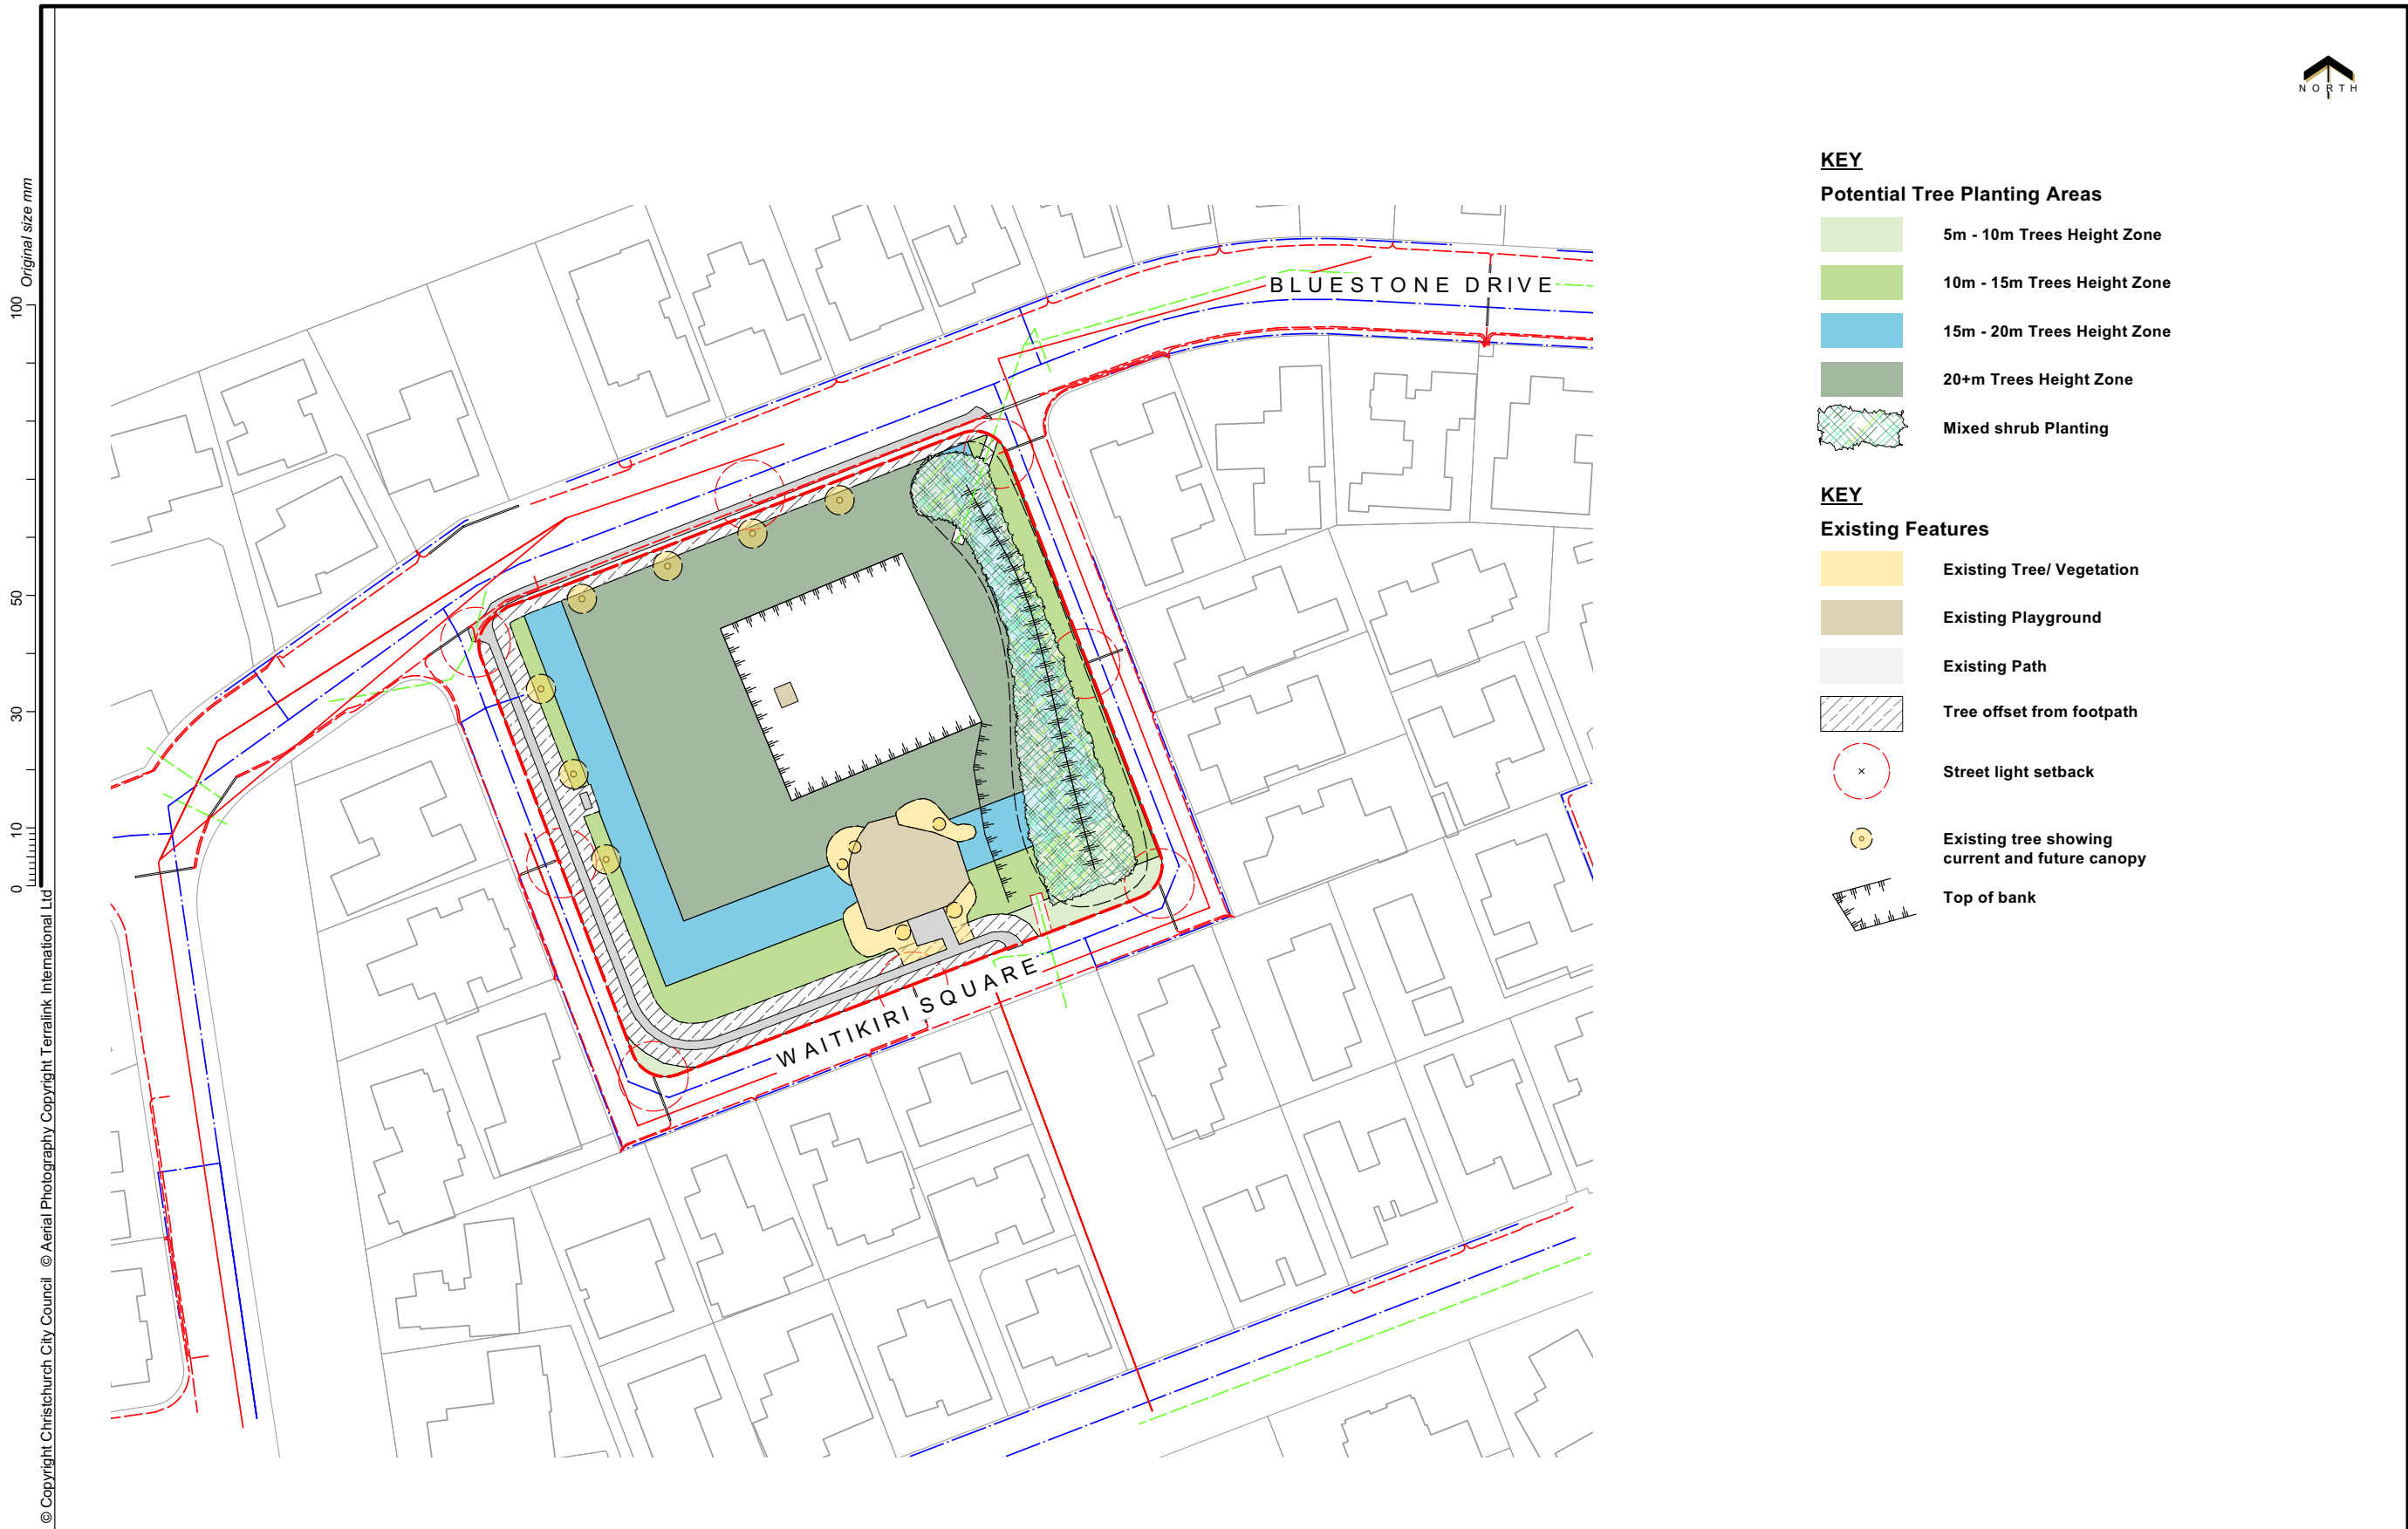 NORTH
KEY
Potential Tree Planting Areas
5m - 10m Trees Height Zone
10m - 15m Trees Height Zone
15m - 20m Trees Height Zone
20+m Trees Height Zone
Mixed shrub Planting
KEY
Existing Features
Existing Tree/ Vegetation
Existing Playground
Existing Path
Tree offset from footpath
Street light setback
Existing tree showing
current and future canopy
Top of bank
BLUESTONE DRIVE
WAITIKIRI SQUARE
Original size mm
100
50
30
10
0
© Copyright Christchurch City Council © Aerial Photography Copyright Terralink International Ltd